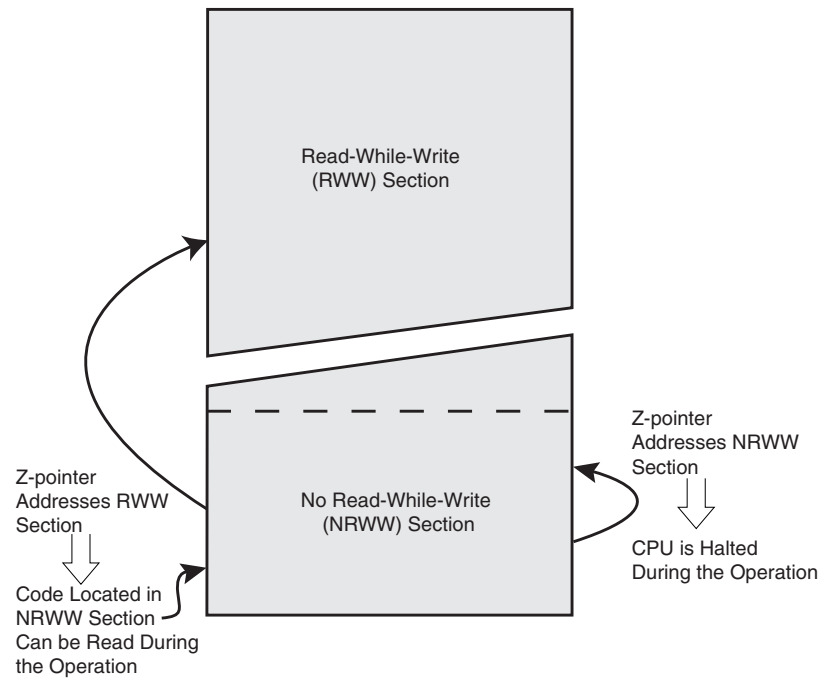 Read-While-Write
(RWW) Section
Z-pointer
Addresses NRWW
Section
Z-pointer
Addresses RWW
Section
No Read-While-Write
(NRWW) Section
CPU is Halted
During the Operation
Code Located in
NRWW Section
Can be Read During
the Operation